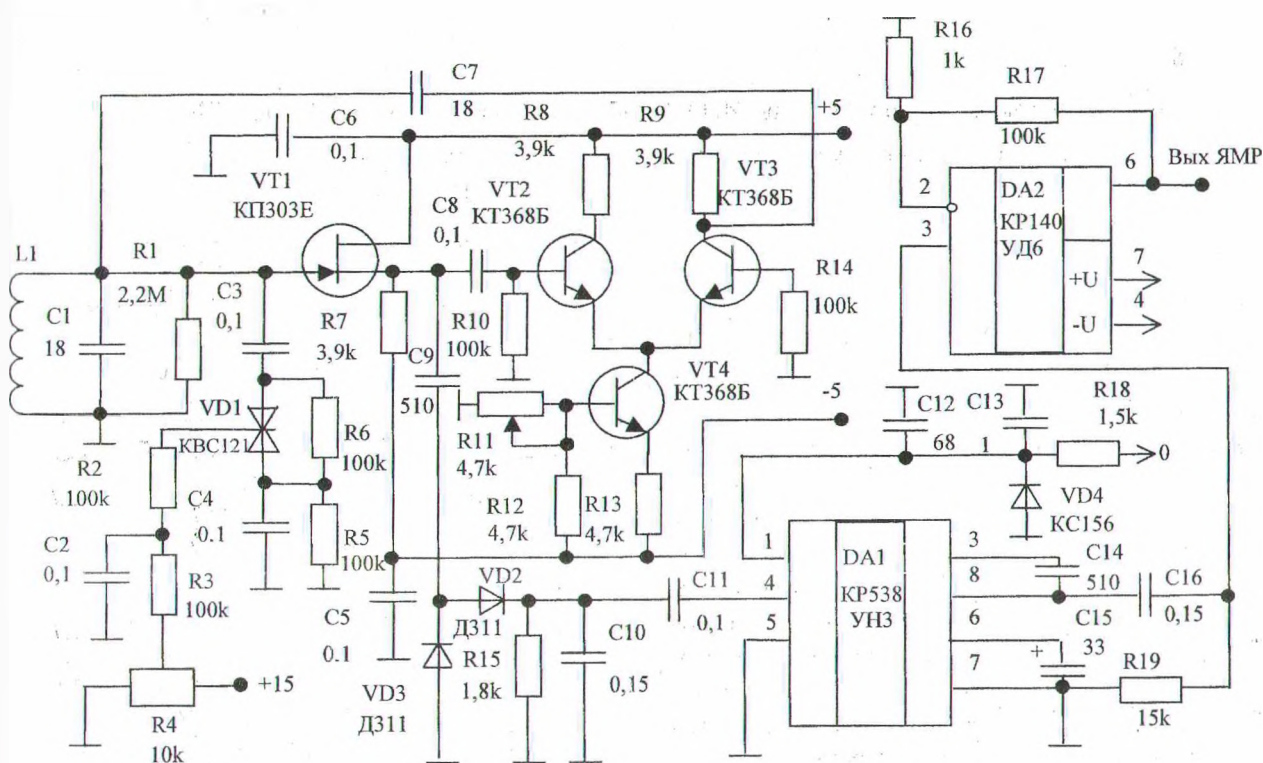 C7
18
C6
0,1
R8
3,9k
R9
3,9k
+5
R16
1k
R17
100k
VT1
КП303Е
C8
0,1
VT2
КТ368Б
VT3
КТ368Б
6
Вых ЯМР
2
3
DA2
КР140
УД6
+U
-U
7
4
L1
R1
2,2M
C1
18
C3
0,1
R7
3,9k
C9
510
R10
100k
R14
100k
VT4
КТ368Б
-5
VD1
КВС121
R6
100k
R11
4,7k
C12
68
C13
1
R18
1,5k
0
VD4
КС156
R2
100k
C4
0.1
R5
100k
R12
4,7k
R13
4,7k
C2
0,1
R3
100k
C5
0.1
VD2
Д311
C11
0,1
1
4
5
DA1
КР538
УН3
3
8
6
7
C14
510
C16
0,15
C15
+
33
R19
15k
C10
0,15
R15
1,8k
VD3
Д311
+15
R4
10k